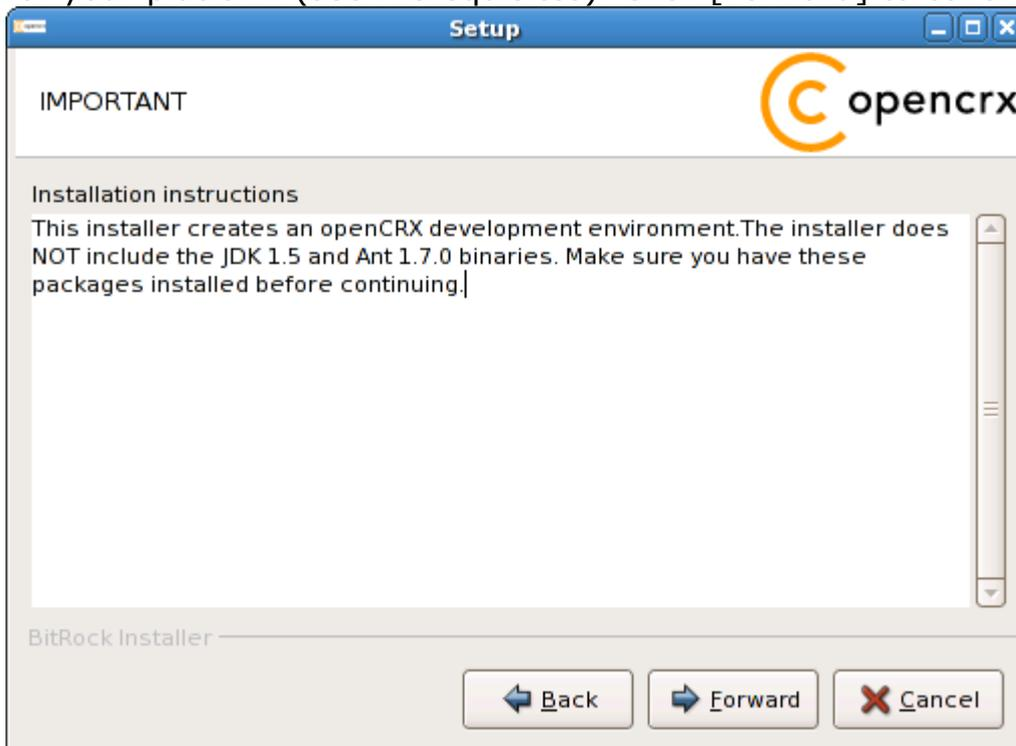 Setup
IMPORTANT
opencrx
Installation instructions
This installer creates an openCRX development environment.The installer does
NOT include the JDK 1.5 and Ant 1.7.0 binaries. Make sure you have these
packages installed before continuing.
BitRock Installer
Back
Forward
Cancel